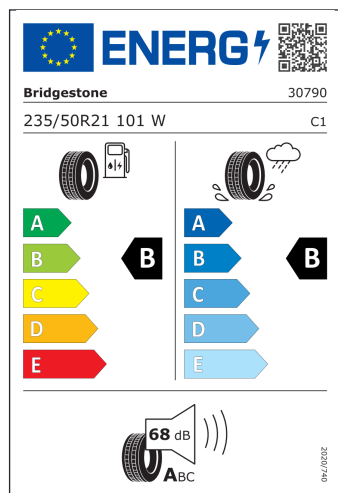 ENERG
Bridgestone 30790
235/50R21 101 W C1
A A
B B B B
C C
D D
E E
68 dB
ABC
2020/740